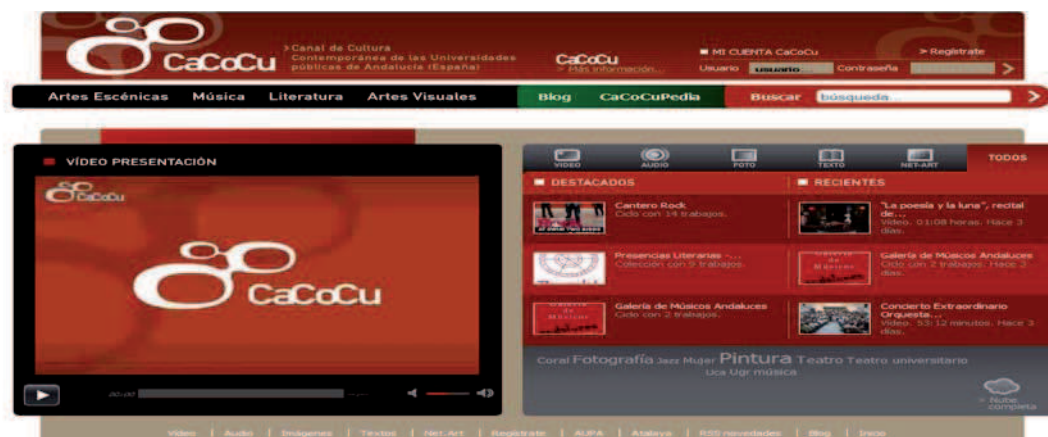 CaCoCu
>Canal de Cultura
Contemporánea de las Universidades
públicas de Andalucía (España)
CaCoCu
> Más información...
MI CUENTA CaCoCu
> Regístrate
Usuario usuario Contraseña >
Artes Escénicas Música Literatura Artes Visuales Blog CaCoCuPedia Buscar búsqueda... >
VÍDEO PRESENTACIÓN
CaCoCu
CaCoCu
00:00
VIDEO AUDIO FOTO TEXTO NET-ART TODOS
DESTACADOS
Cantero Rock
Ciclo con 14 trabajos.
Presencias Literarias -...
Colección con 9 trabajos.
Galería de Músicos Andaluces
Ciclo con 2 trabajos.
RECIENTES
"La poesía y la luna", recital
de...
Vídeo. 01:08 horas. Hace 3
días.
Galería de Músicos Andaluces
Ciclo con 2 trabajos. Hace 3
días.
Concierto Extraordinario
Orquesta...
Vídeo. 53:12 minutos. Hace 3
días.
Coral Fotografía Jazz Mujer Pintura Teatro Teatro universitario
Uca Ugr música
> Nube
completa
Vídeo | Audio | Imágenes | Textos | Net.Art | Regístrate | AUPA | Atalaya | RSS novedades | Blog | Inicio